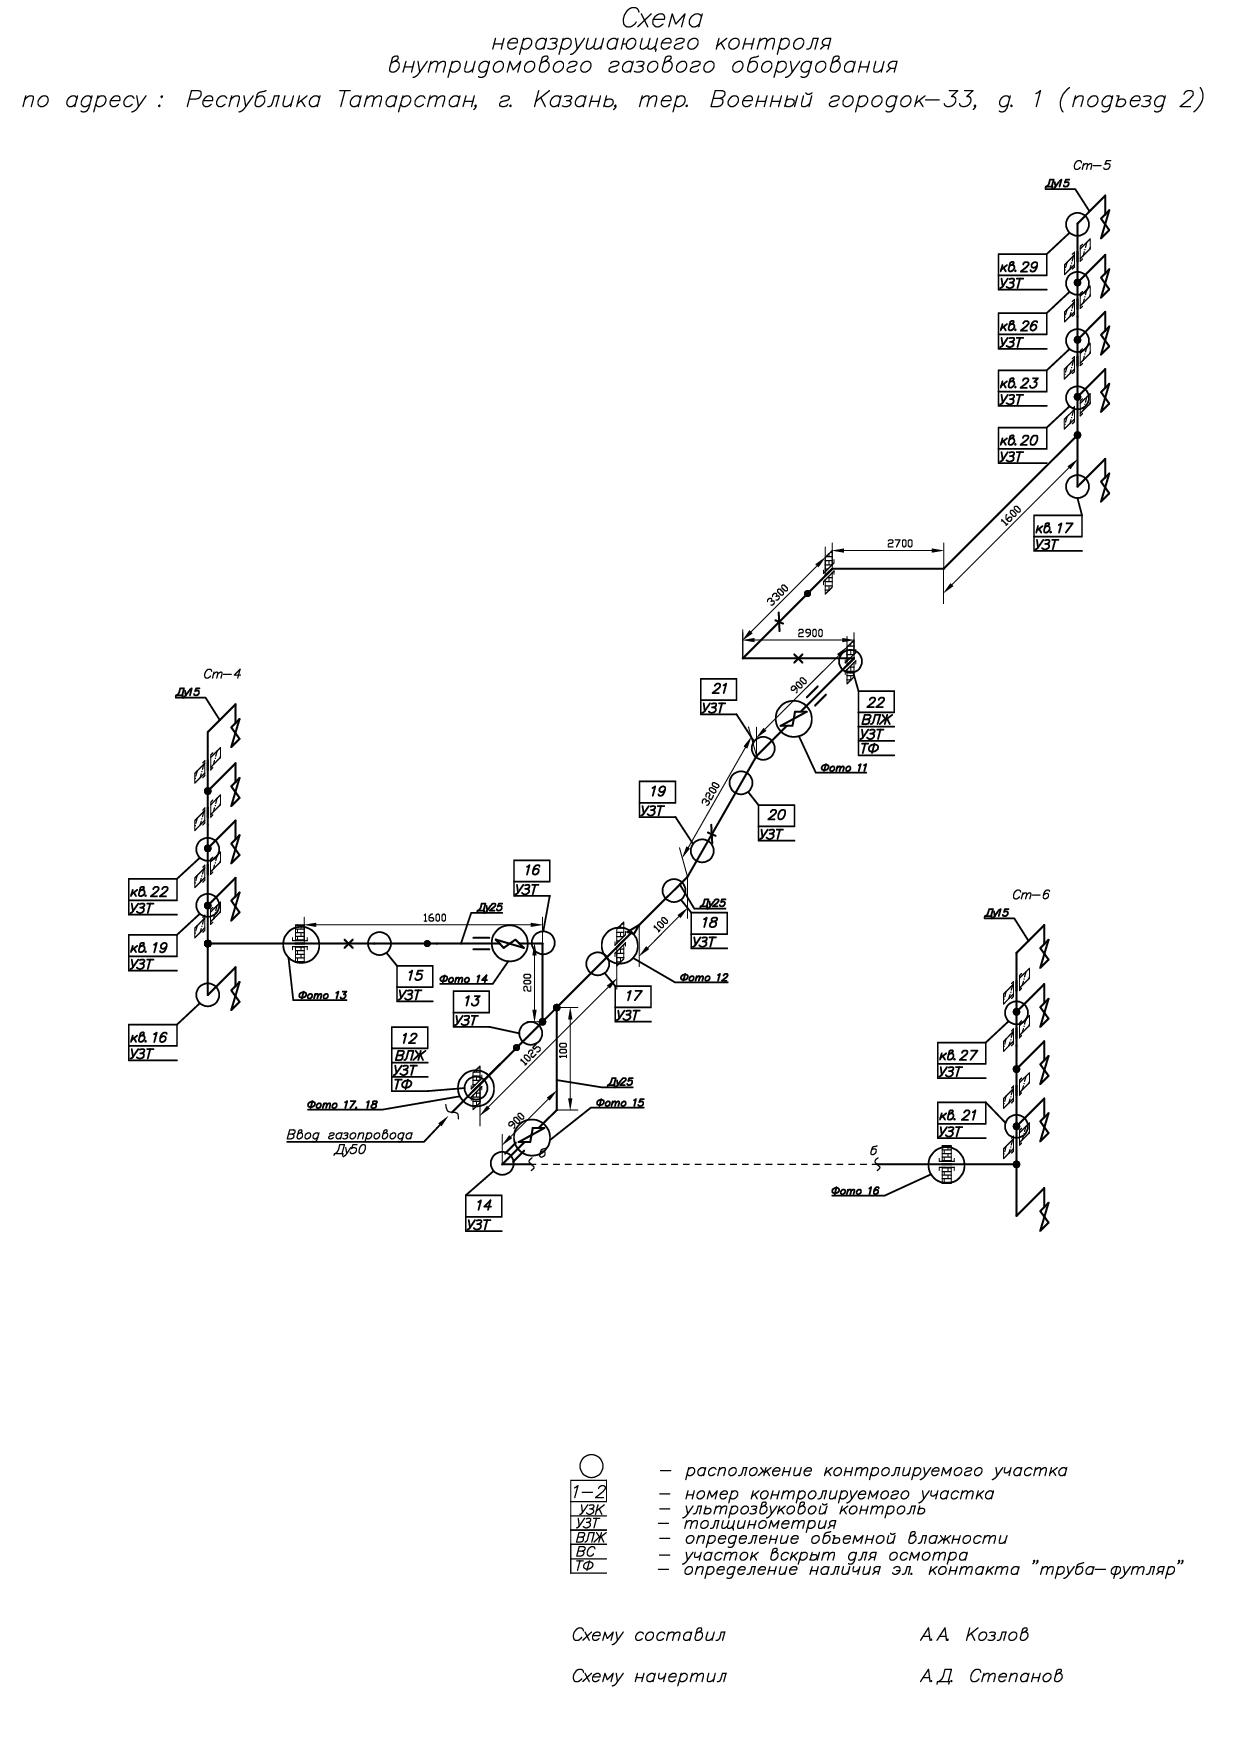 Схема
неразрушающего контроля
внутридомового газового оборудования
по адресу : Республика Татарстан, г. Казань, тер. Военный городок-33, д. 1 (подъезд 2)
Ст-5
Ду15
кв.29
УЗТ
кв.26
УЗТ
кв.23
УЗТ
кв.20
УЗТ
1600
кв.17
УЗТ
2700
3300
2900
Ст-4
Ду15
21
УЗТ
900
22
ВЛЖ
УЗТ
ТФ
Фото 11
19
УЗТ
3200
20
УЗТ
16
УЗТ
кв.22
УЗТ
Ст-6
Ду15
1600
Ду25
Ду25
100
18
УЗТ
кв.19
УЗТ
15
УЗТ
Фото 14
Фото 12
200
Фото 13
13
УЗТ
17
УЗТ
кв.16
УЗТ
12
ВЛЖ
УЗТ
ТФ
1025
100
кв.27
УЗТ
Ду25
Фото 17, 18
Фото 15
900
кв.21
УЗТ
Ввод газопровода
Ду50
б
б
Фото 16
14
УЗТ
– расположение контролируемого участка
1-2 – номер контролируемого участка
УЗК – ультрозвуковой контроль
УЗТ – толщинометрия
ВЛЖ – определение объемной влажности
ВС – участок вскрыт для осмотра
ТФ – определение наличия эл. контакта "труба-футляр"
Схему составил А.А. Козлов
Схему начертил А.Д. Степанов